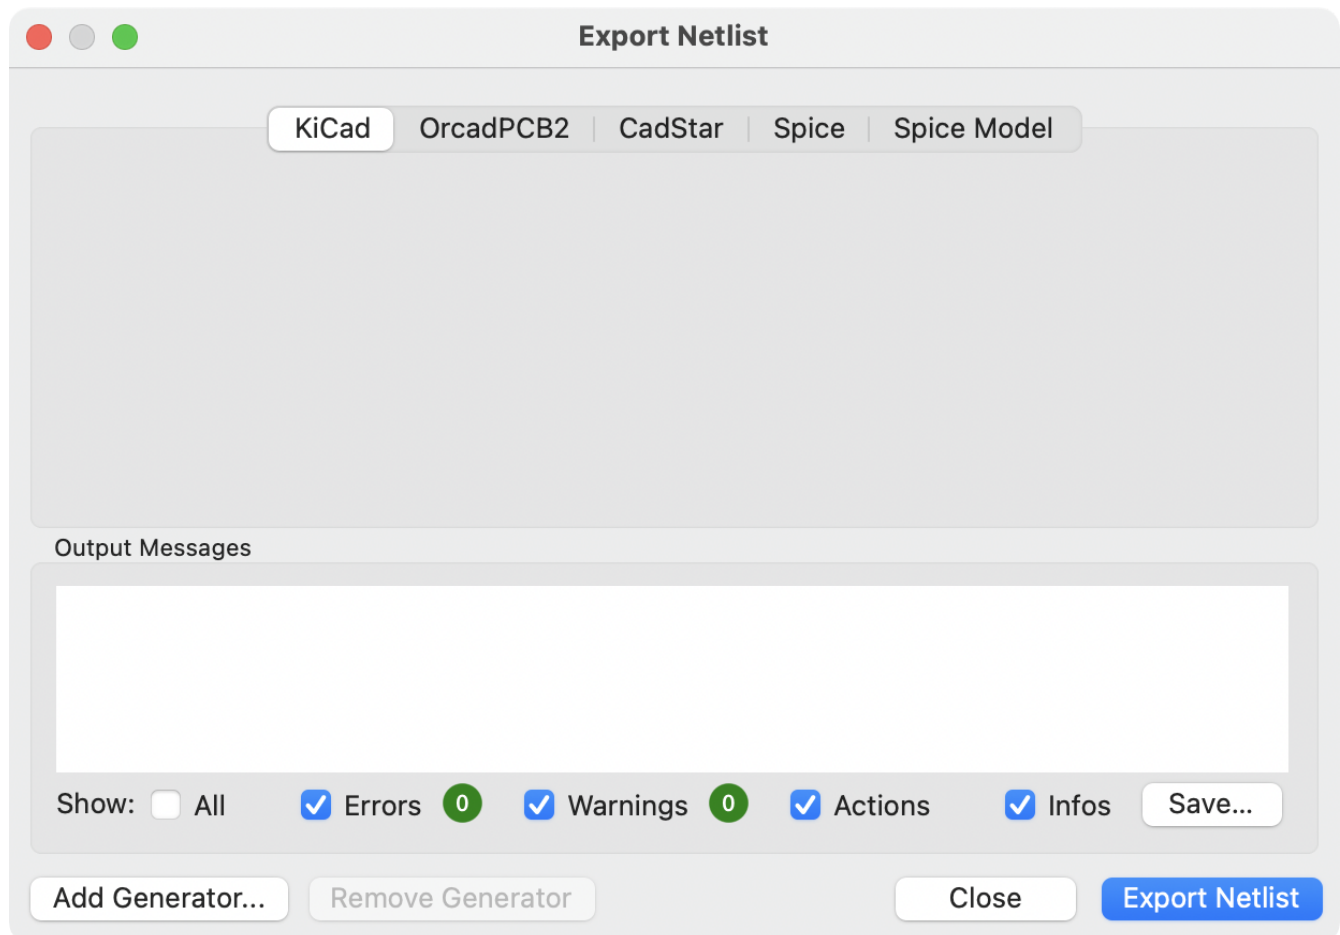 Export Netlist
KiCad OrcadPCB2 CadStar Spice Spice Model
Output Messages
Show: All Errors 0 Warnings 0 Actions Infos Save...
Add Generator... Remove Generator Close Export Netlist